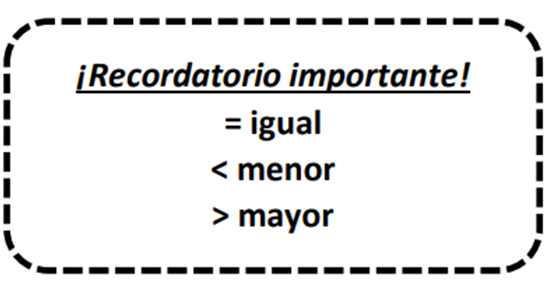 ¡Recordatorio importante!
= igual
< menor
> mayor